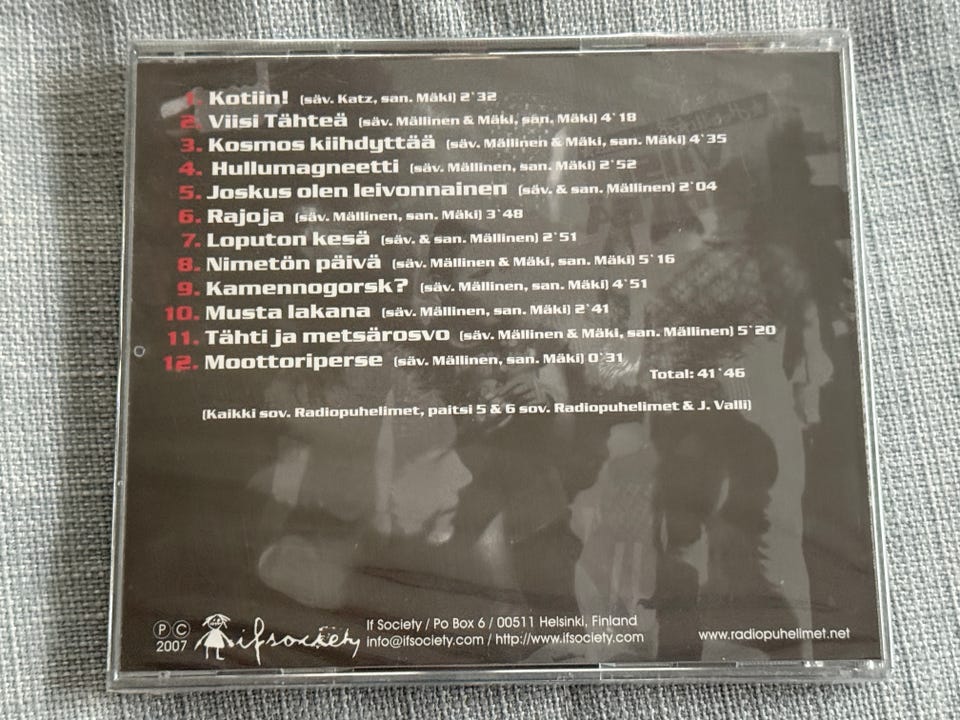 1. Kotiin! (säv. Katz, san. Mäki) 2'32
2. Viisi Tähteä (säv. Mällinen & Mäki, san. Mäki) 4'18
3. Kosmos kiihdyttää (säv. Mällinen & Mäki, san. Mäki) 4'35
4. Hullumagneetti (säv. Mällinen, san. Mäki) 2'52
5. Joskus olen leivonnainen (säv. & san. Mällinen) 2'04
6. Rajoja (säv. Mällinen, san. Mäki) 3'48
7. Loputon kesä (säv. & san. Mällinen) 2'51
8. Nimetön päivä (säv. Mällinen & Mäki, san. Mäki) 5'16
9. Kamennogorsk? (säv. Mällinen, san. Mäki) 4'51
10. Musta lakana (säv. Mällinen, san. Mäki) 2'41
11. Tähti ja metsärosvo (säv. Mällinen & Mäki, san. Mällinen) 5'20
12. Moottoriperse (säv. Mällinen, san. Mäki) 0'31
Total: 41'46
(Kaikki sov. Radiopuhelimet, paitsi 5 & 6 sov. Radiopuhelimet & J. Valli)
Ⓟ Ⓒ
2007
ifsociety
If Society / Po Box 6 / 00511 Helsinki, Finland
info@ifsociety.com / http://www.ifsociety.com
www.radiopuhelimet.net